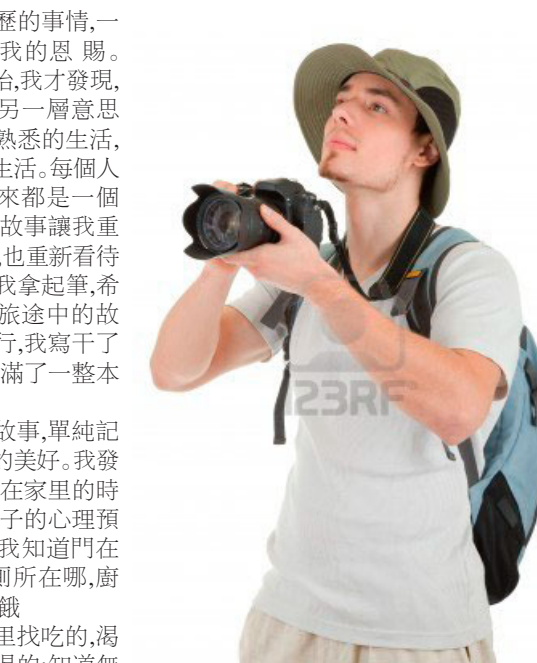 歷的事情,一
我的恩 賜。
治,我才發現,
另一層意思
熟悉的生活,
生活。每個人
來都是一個
故事讓我重
也重新看待
我拿起筆,希
旅途中的故
行,我寫干了
滿了一整本
故事,單純記
的美好。我發
在家里的時
子的心理預
我知道門在
廁所在哪,廚
餓
里找吃的,渴
123RF